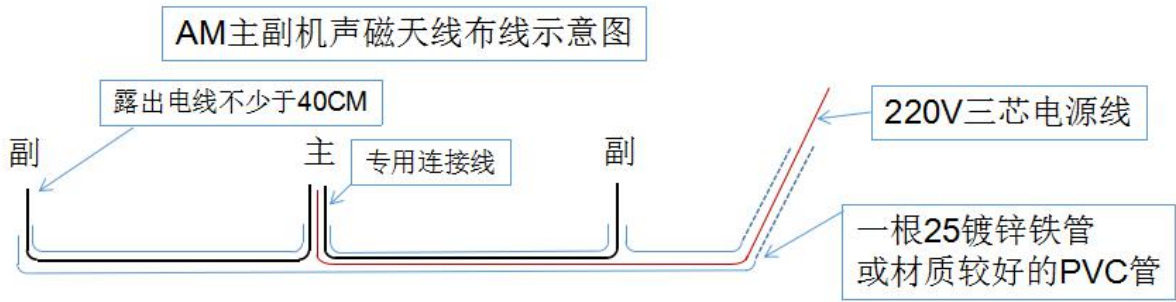 AM主副机声磁天线布线示意图
露出电线不少于40CM
220V三芯电源线
副
主
副
专用连接线
一根25镀锌铁管
或材质较好的PVC管